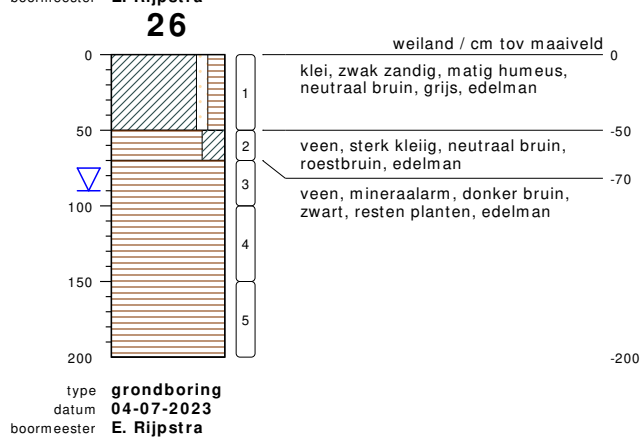 boormeester E. Rijpstra
26
weiland / cm tov maaiveld
0 0
klei, zwak zandig, matig humeus,
neutraal bruin, grijs, edelman
1
50 -50
2
veen, sterk kleiig, neutraal bruin,
roestbruin, edelman
-70
3
veen, mineraalarm, donker bruin,
zwart, resten planten, edelman
100
4
150
5
200 -200
type grondboring
datum 04-07-2023
boormeester E. Rijpstra